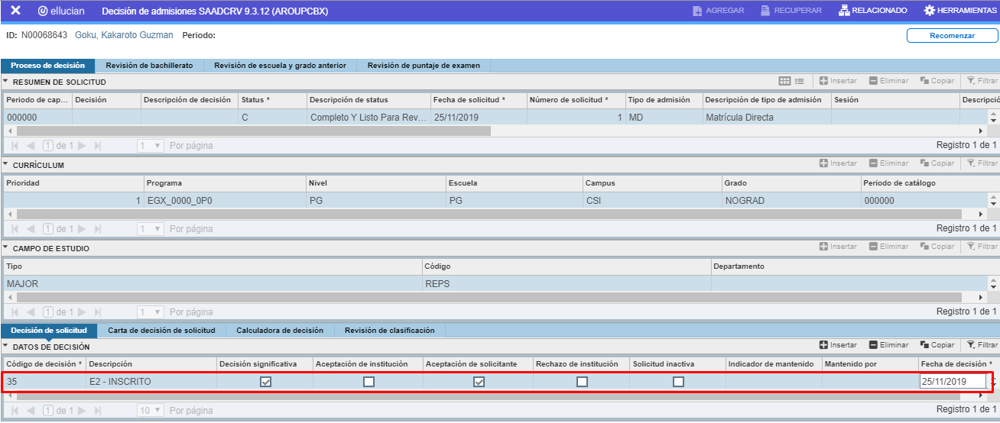 ellucian Decisión de admisiones SAADCRV 9.3.12 (AROUPCBX) AGREGAR RECUPERAR RELACIONADO HERRAMIENTAS
ID: N00068643 Goku, Kakaroto Guzman Periodo: Recomenzar
Proceso de decisión Revisión de bachillerato Revisión de escuela y grado anterior Revisión de puntaje de examen
RESUMEN DE SOLICITUD Insertar Eliminar Copiar Filtrar
Periodo de cap... Decisión Descripción de decisión Status * Descripción de status Fecha de solicitud * Número de solicitud * Tipo de admisión Descripción de tipo de admisión Sesión Descripció
000000 C Completo Y Listo Para Rev... 25/11/2019 1 MD Matrícula Directa
1 de 1 1 Por página Registro 1 de 1
CURRÍCULUM Insertar Eliminar Copiar Filtrar
Prioridad Programa Nivel Escuela Campus Grado Periodo de catálogo
1 EGX_0000_0P0 PG PG CSI NOGRAD 000000
1 de 1 1 Por página Registro 1 de 1
CAMPO DE ESTUDIO Insertar Eliminar Copiar Filtrar
Tipo Código Departamento
MAJOR REPS
1 de 1 1 Por página Registro 1 de 1
Decisión de solicitud Carta de decisión de solicitud Calculadora de decisión Revisión de clasificación
DATOS DE DECISIÓN Insertar Eliminar Copiar Filtrar
Código de decisión * Descripción Decisión significativa Aceptación de institución Aceptación de solicitante Rechazo de institución Solicitud inactiva Indicador de mantenido Mantenido por Fecha de decisión *
35 E2 - INSCRITO 25/11/2019
1 de 1 10 Por página Registro 1 de 1